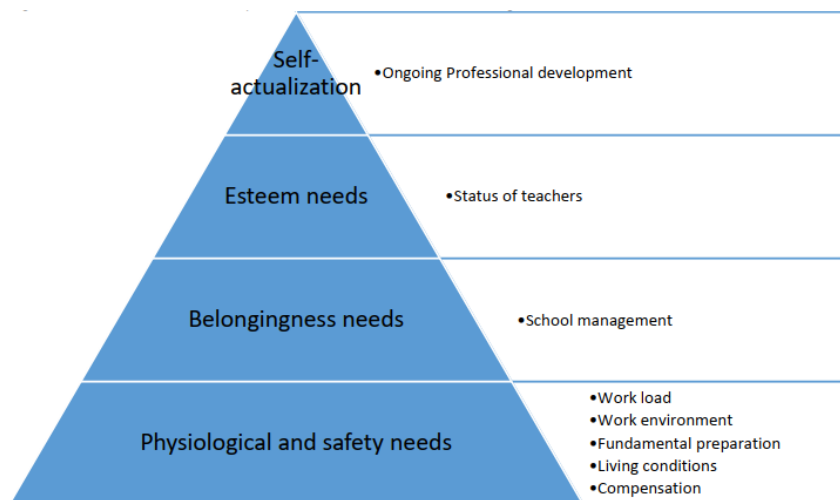 Self-
actualization
•Ongoing Professional development
Esteem needs
•Status of teachers
Belongingness needs
•School management
Physiological and safety needs
•Work load
•Work environment
•Fundamental preparation
•Living conditions
•Compensation